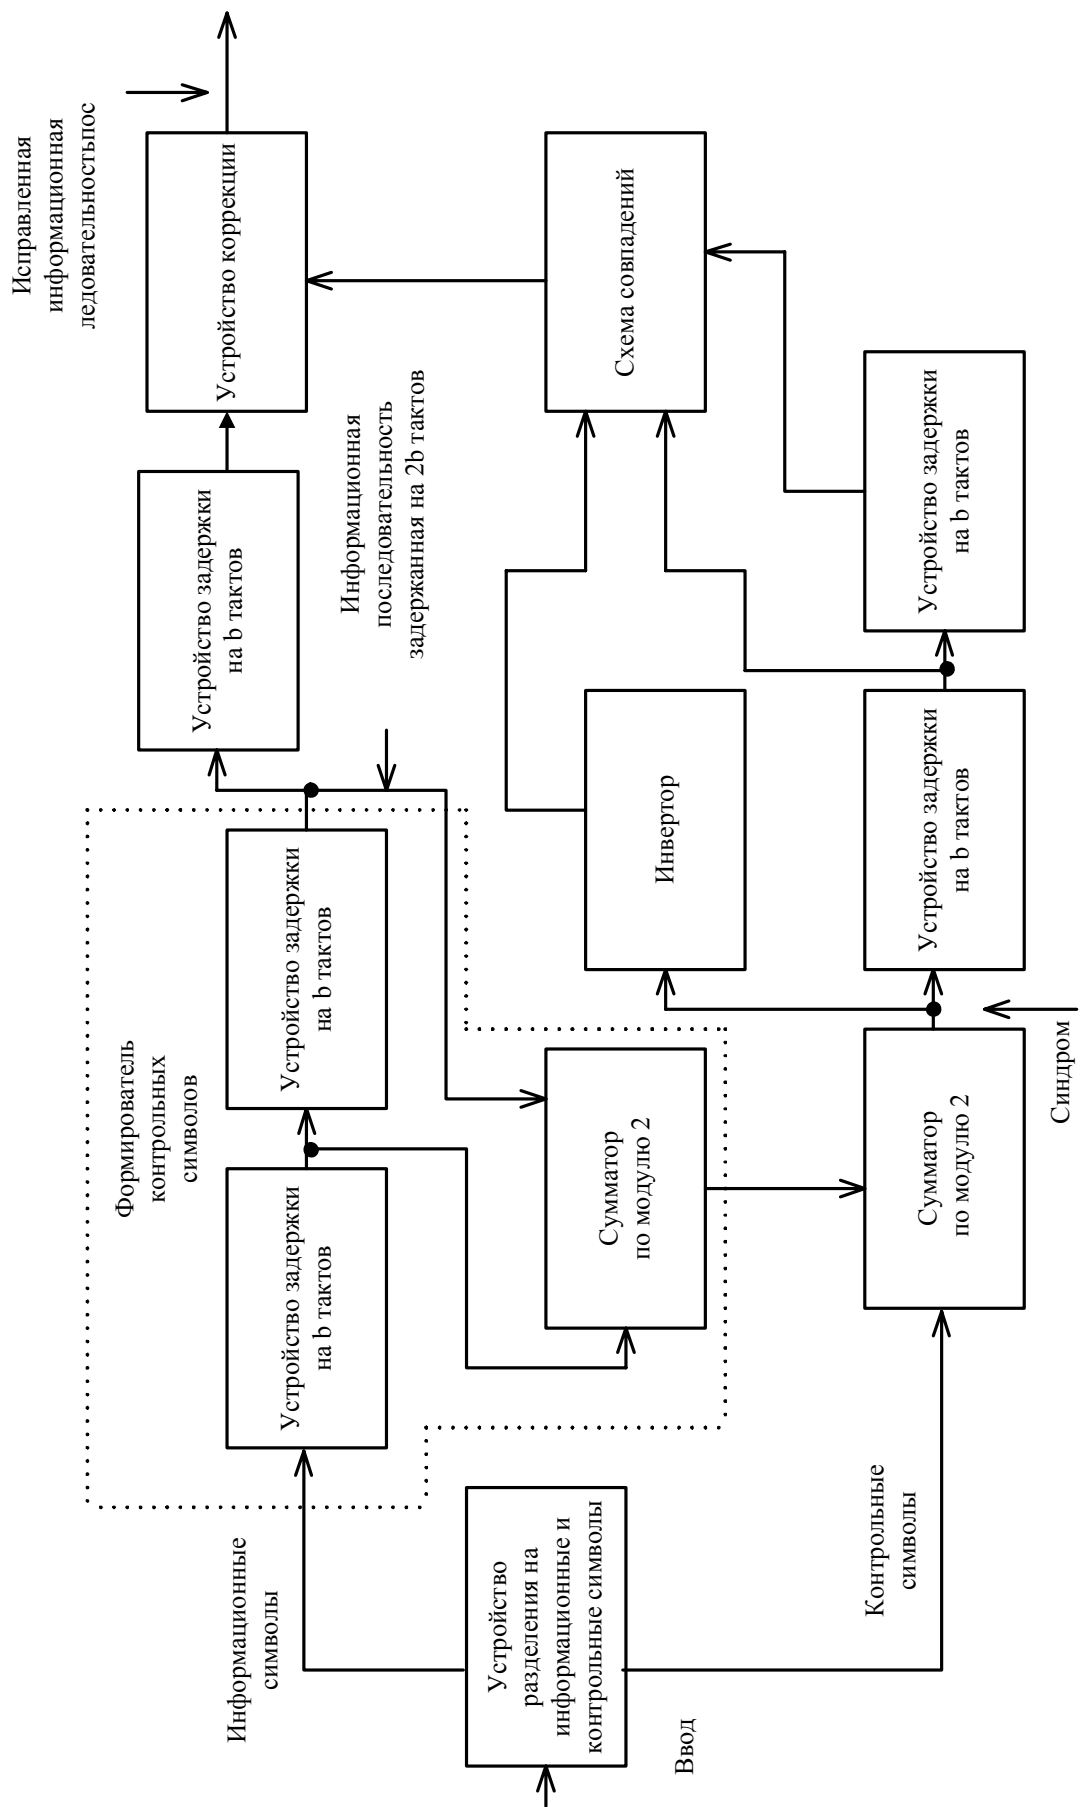 Ввод
Устройство
разделения на
информационные и
контрольные символы
Информационные
символы
Контрольные
символы
Формирователь
контрольных
символов
Устройство задержки
на b тактов
Устройство задержки
на b тактов
Сумматор
по модулю 2
Сумматор
по модулю 2
Синдром
Инвертор
Устройство задержки
на b тактов
Устройство задержки
на b тактов
Информационная
последовательность
задержанная на 2b тактов
Устройство задержки
на b тактов
Схема совпадений
Устройство коррекции
Исправленная
информационная
ледовательностьпос